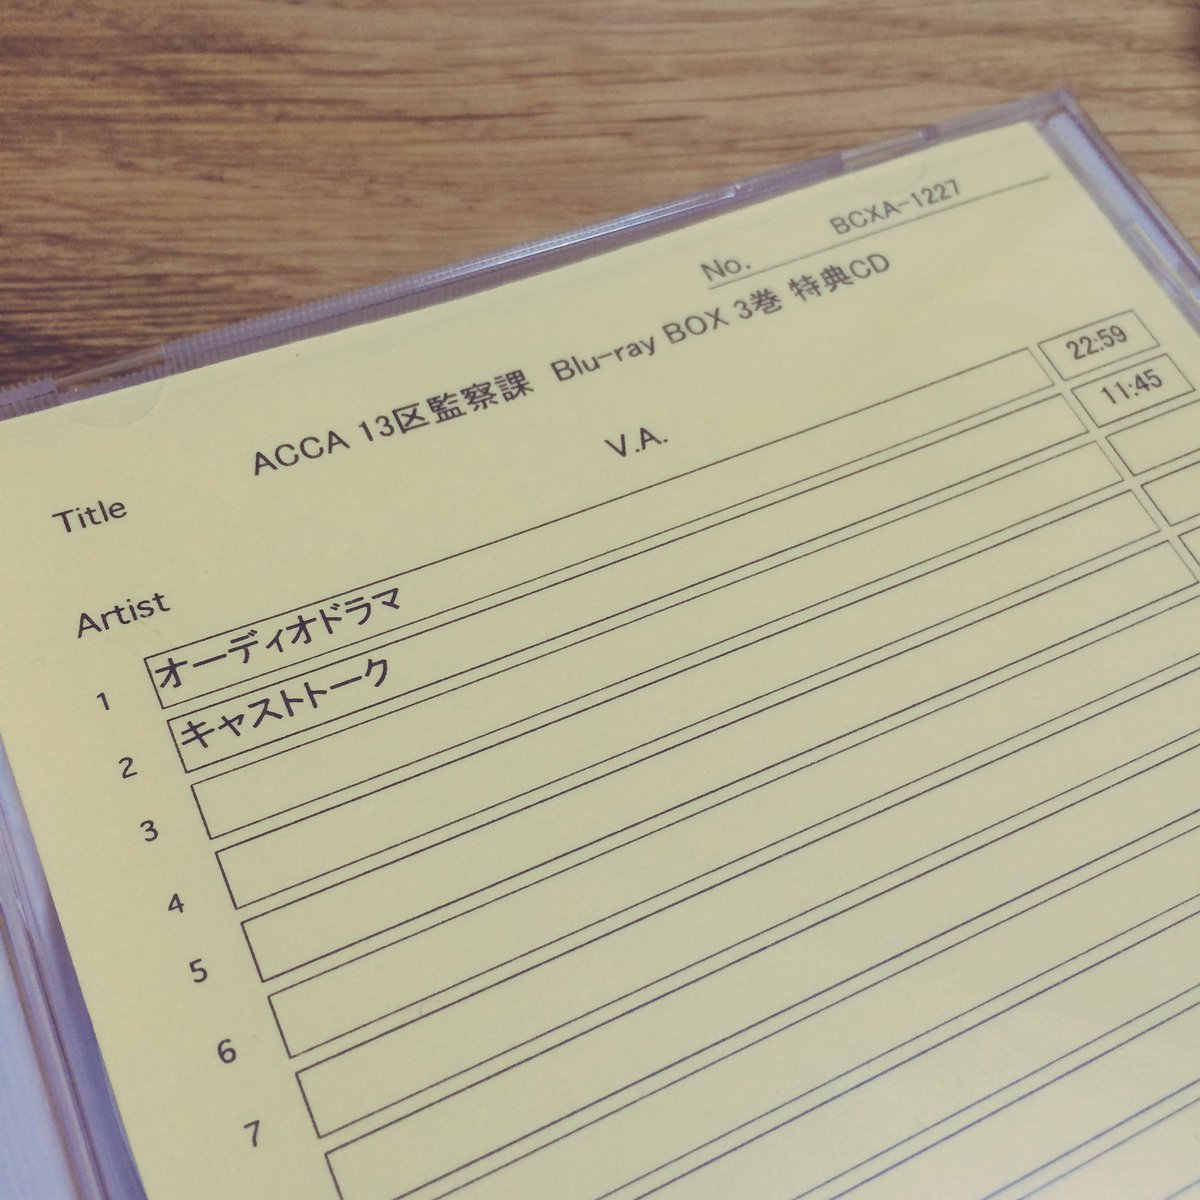 No. BCXA-1227
Title ACCA 13区監察課 Blu-ray BOX 3巻 特典CD
Artist V.A.
1 オーディオドラマ 22:59
2 キャストトーク 11:45
3
4
5
6
7